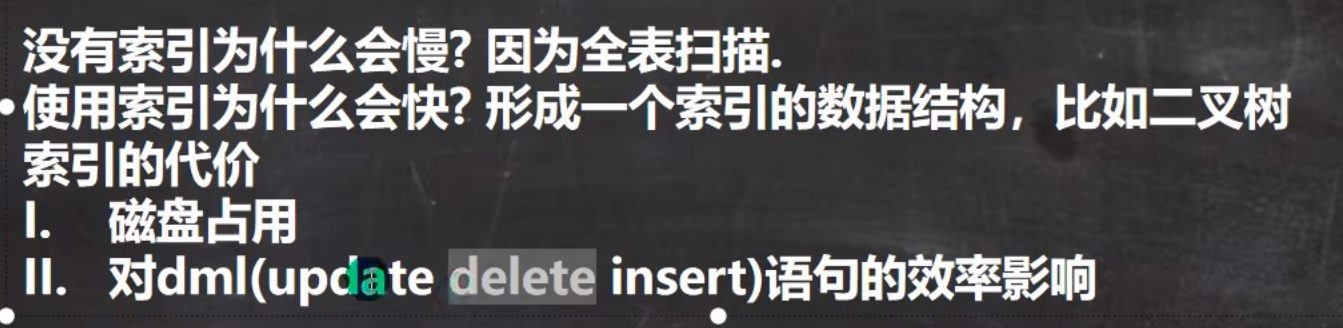 没有索引为什么会慢? 因为全表扫描.
使用索引为什么会快? 形成一个索引的数据结构，比如二叉树
索引的代价
I. 磁盘占用
II. 对dml(update delete insert)语句的效率影响